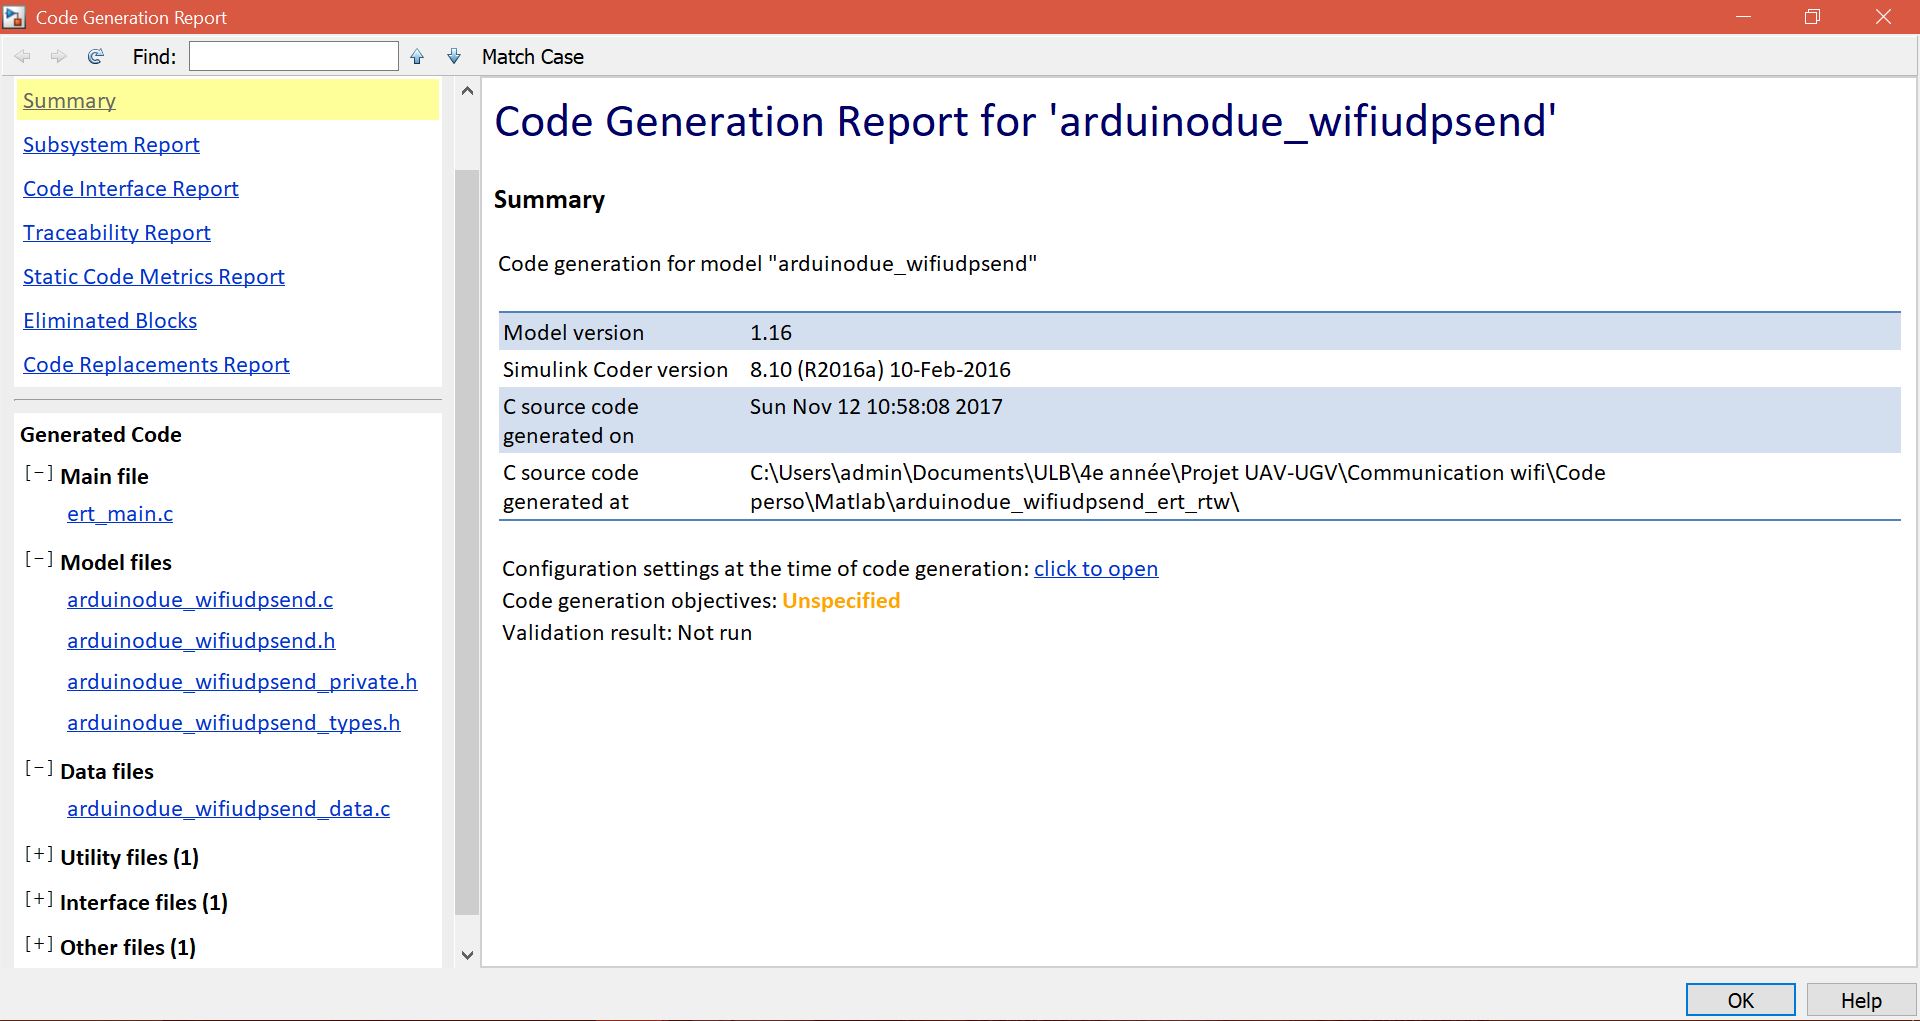 Code Generation Report
Find:
Match Case
Summary
Subsystem Report
Code Interface Report
Traceability Report
Static Code Metrics Report
Eliminated Blocks
Code Replacements Report
Generated Code
[-] Main file
ert_main.c
[-] Model files
arduinodue_wifiudpsend.c
arduinodue_wifiudpsend.h
arduinodue_wifiudpsend_private.h
arduinodue_wifiudpsend_types.h
[-] Data files
arduinodue_wifiudpsend_data.c
[+] Utility files (1)
[+] Interface files (1)
[+] Other files (1)
Code Generation Report for 'arduinodue_wifiudpsend'
Summary
Code generation for model "arduinodue_wifiudpsend"
Model version 1.16
Simulink Coder version 8.10 (R2016a) 10-Feb-2016
C source code Sun Nov 12 10:58:08 2017
generated on
C source code C:\Users\admin\Documents\ULB\4e année\Projet UAV-UGV\Communication wifi\Code
generated at perso\Matlab\arduinodue_wifiudpsend_ert_rtw\
Configuration settings at the time of code generation: click to open
Code generation objectives: Unspecified
Validation result: Not run
OK
Help